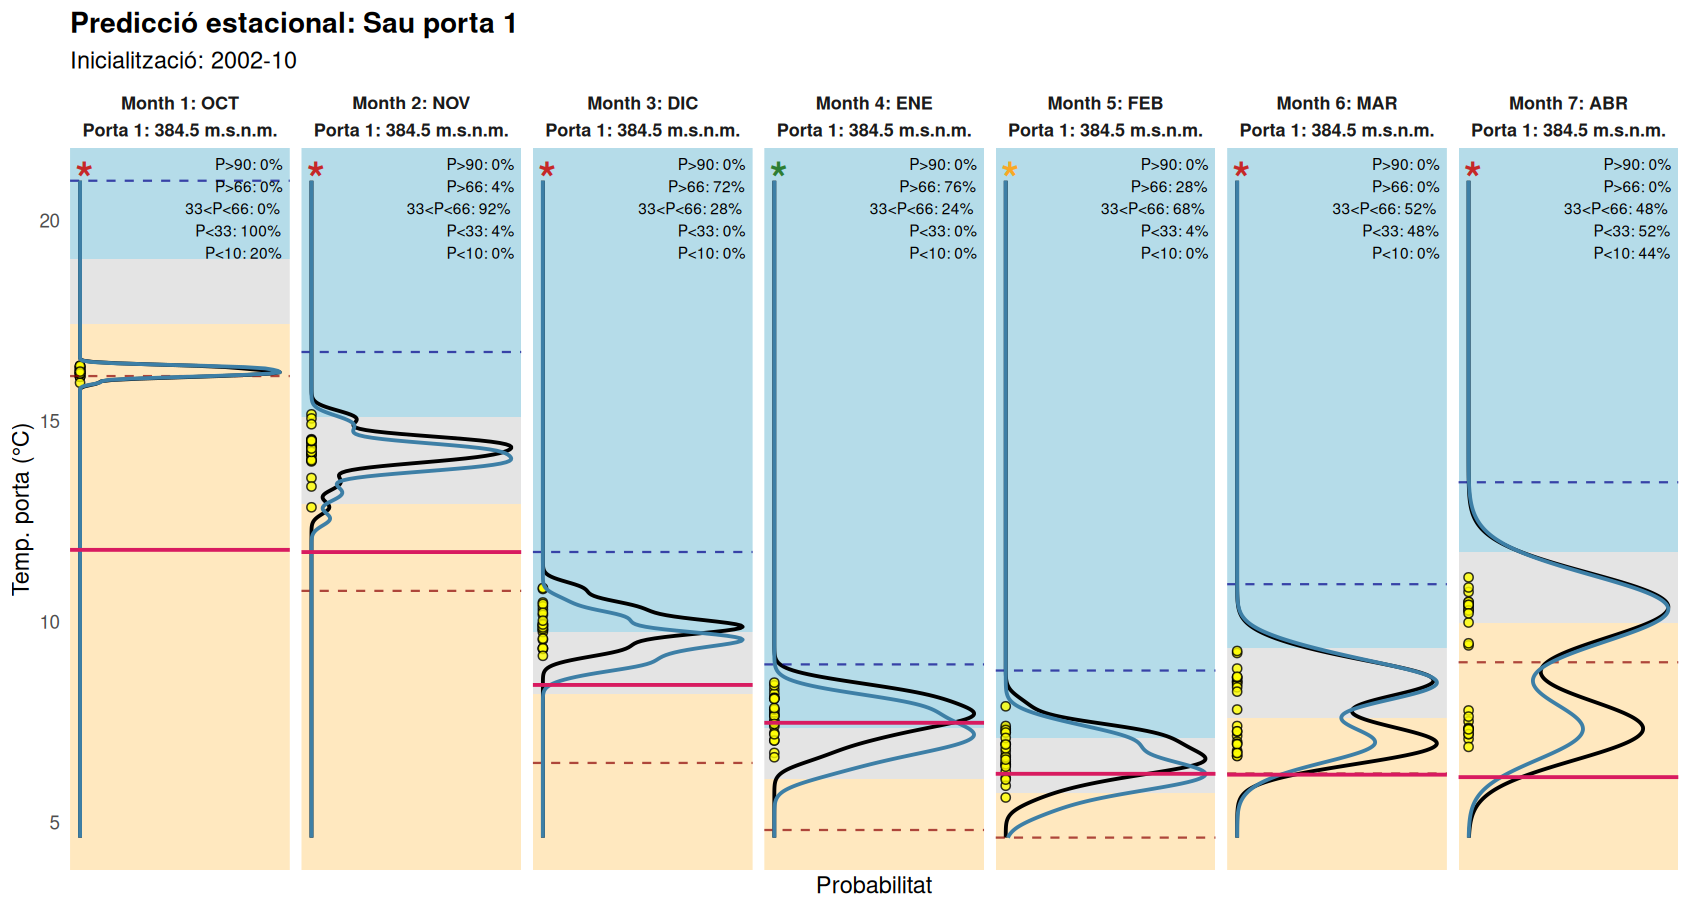 Predicció estacional: Sau porta 1
Inicialització: 2002-10
Month 1: OCT
Porta 1: 384.5 m.s.n.m.
Month 2: NOV
Porta 1: 384.5 m.s.n.m.
Month 3: DIC
Porta 1: 384.5 m.s.n.m.
Month 4: ENE
Porta 1: 384.5 m.s.n.m.
Month 5: FEB
Porta 1: 384.5 m.s.n.m.
Month 6: MAR
Porta 1: 384.5 m.s.n.m.
Month 7: ABR
Porta 1: 384.5 m.s.n.m.
*
P>90: 0%
P>66: 0%
33<P<66: 0%
P<33: 100%
P<10: 20%
*
P>90: 0%
P>66: 4%
33<P<66: 92%
P<33: 4%
P<10: 0%
*
P>90: 0%
P>66: 72%
33<P<66: 28%
P<33: 0%
P<10: 0%
*
P>90: 0%
P>66: 76%
33<P<66: 24%
P<33: 0%
P<10: 0%
*
P>90: 0%
P>66: 28%
33<P<66: 68%
P<33: 4%
P<10: 0%
*
P>90: 0%
P>66: 0%
33<P<66: 52%
P<33: 48%
P<10: 0%
*
P>90: 0%
P>66: 0%
33<P<66: 48%
P<33: 52%
P<10: 44%
20
15
10
5
Temp. porta (°C)
Probabilitat